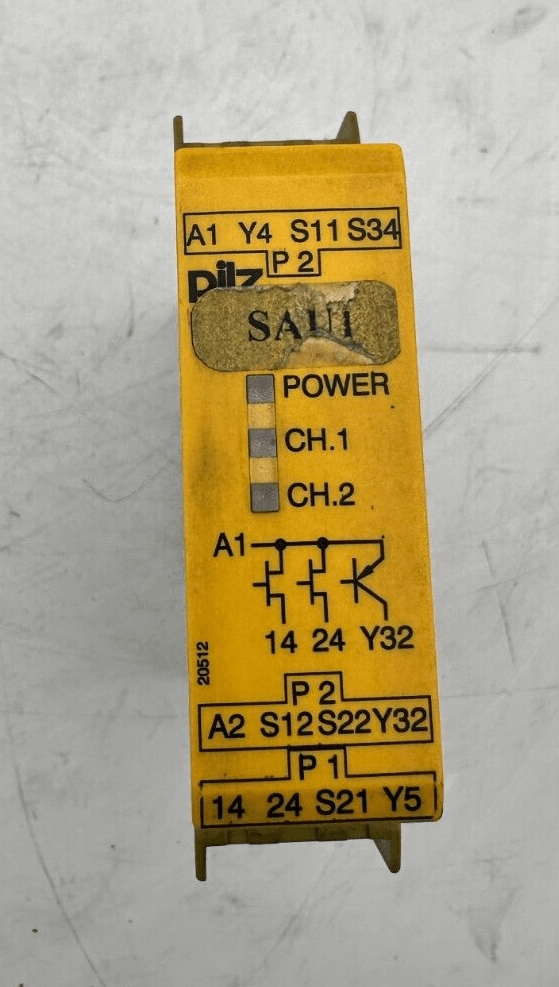 A1 Y4 S11 S34
P 2
pilz
SAU1
POWER
CH.1
CH.2
A1
14 24 Y32
20512
P 2
A2 S12 S22 Y32
P 1
14 24 S21 Y5